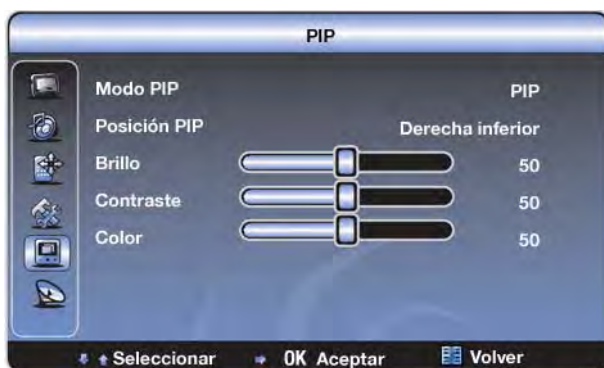 PIP
Modo PIP PIP
Posición PIP Derecha inferior
Brillo 50
Contraste 50
Color 50
Seleccionar OK Aceptar Volver